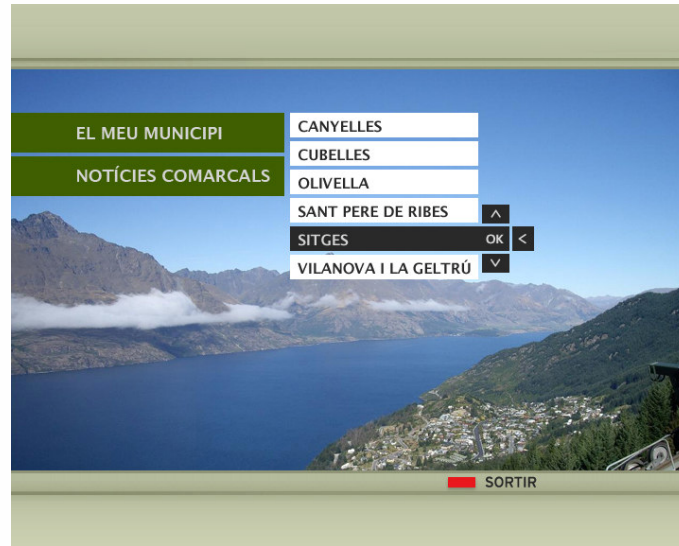 EL MEU MUNICIPI
NOTÍCIES COMARCALS
CANYELLES
CUBELLES
OLIVELLA
SANT PERE DE RIBES
SITGES OK <
VILANOVA I LA GELTRÚ
SORTIR